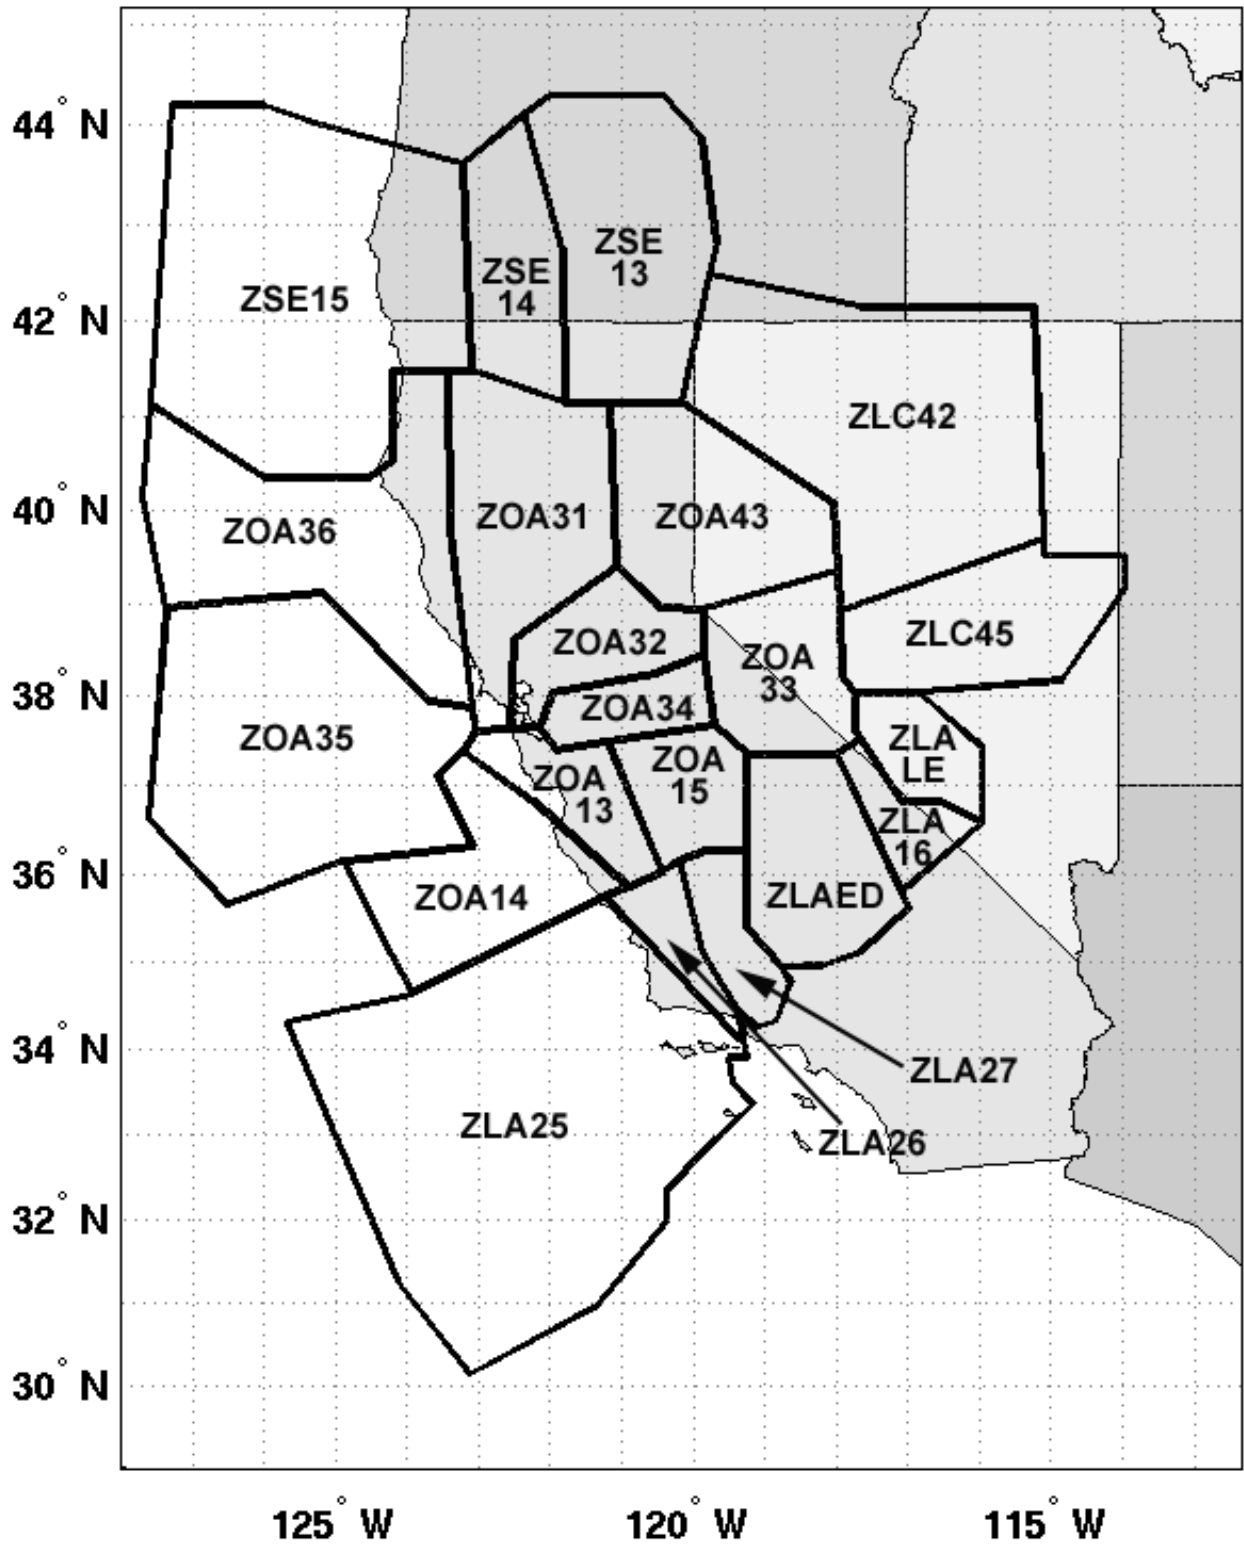 44° N
ZSE
13
ZSE
14
ZSE15
42° N
ZLC42
40° N
ZOA36
ZOA31
ZOA43
ZOA32
ZLC45
ZOA
33
38° N
ZOA34
ZOA35
ZLA
LE
ZOA
13
ZOA
15
ZLA
16
36° N
ZOA14
ZLAED
34° N
ZLA27
ZLA25
ZLA26
32° N
30° N
125° W
120° W
115° W